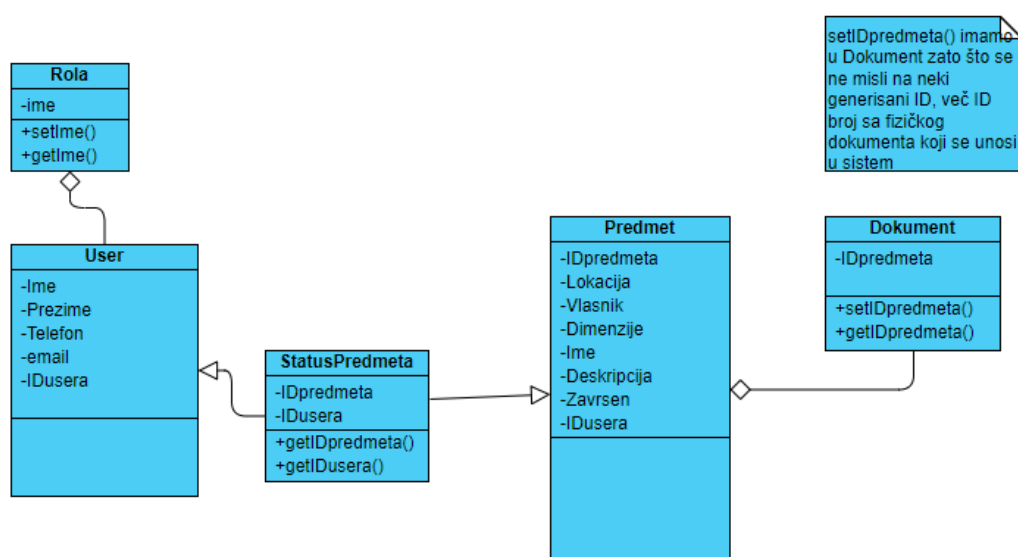 Rola
-ime
+setIme()
+getIme()
User
-Ime
-Prezime
-Telefon
-email
-IDusera
StatusPredmeta
-IDpredmeta
-IDusera
+getIDpredmeta()
+getIDusera()
Predmet
-IDpredmeta
-Lokacija
-Vlasnik
-Dimenzije
-Ime
-Deskripcija
-Zavrsen
-IDusera
setIDpredmeta() imamo
u Dokument zato što se
ne misli na neki
generisani ID, več ID
broj sa fizičkog
dokumenta koji se unosi
u sistem
Dokument
-IDpredmeta
+setIDpredmeta()
+getIDpredmeta()